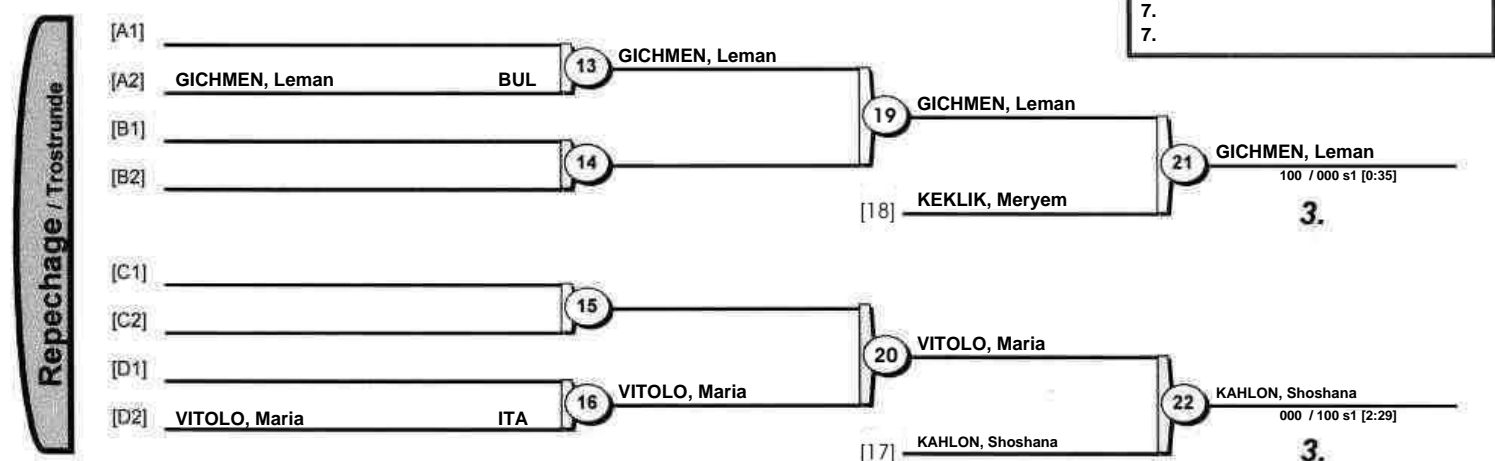 7.
7.
Repechage / Trostrunde
[A1]
[A2] GICHMEN, Leman BUL
[B1]
[B2]
13 GICHMEN, Leman
14
19 GICHMEN, Leman
[18] KEKLIK, Meryem
21 GICHMEN, Leman
100 / 000 s1 [0:35]
3.
[C1]
[C2]
[D1]
[D2] VITOLO, Maria ITA
15
16 VITOLO, Maria
20 VITOLO, Maria
[17] KAHLON, Shoshana
22 KAHLON, Shoshana
000 / 100 s1 [2:29]
3.